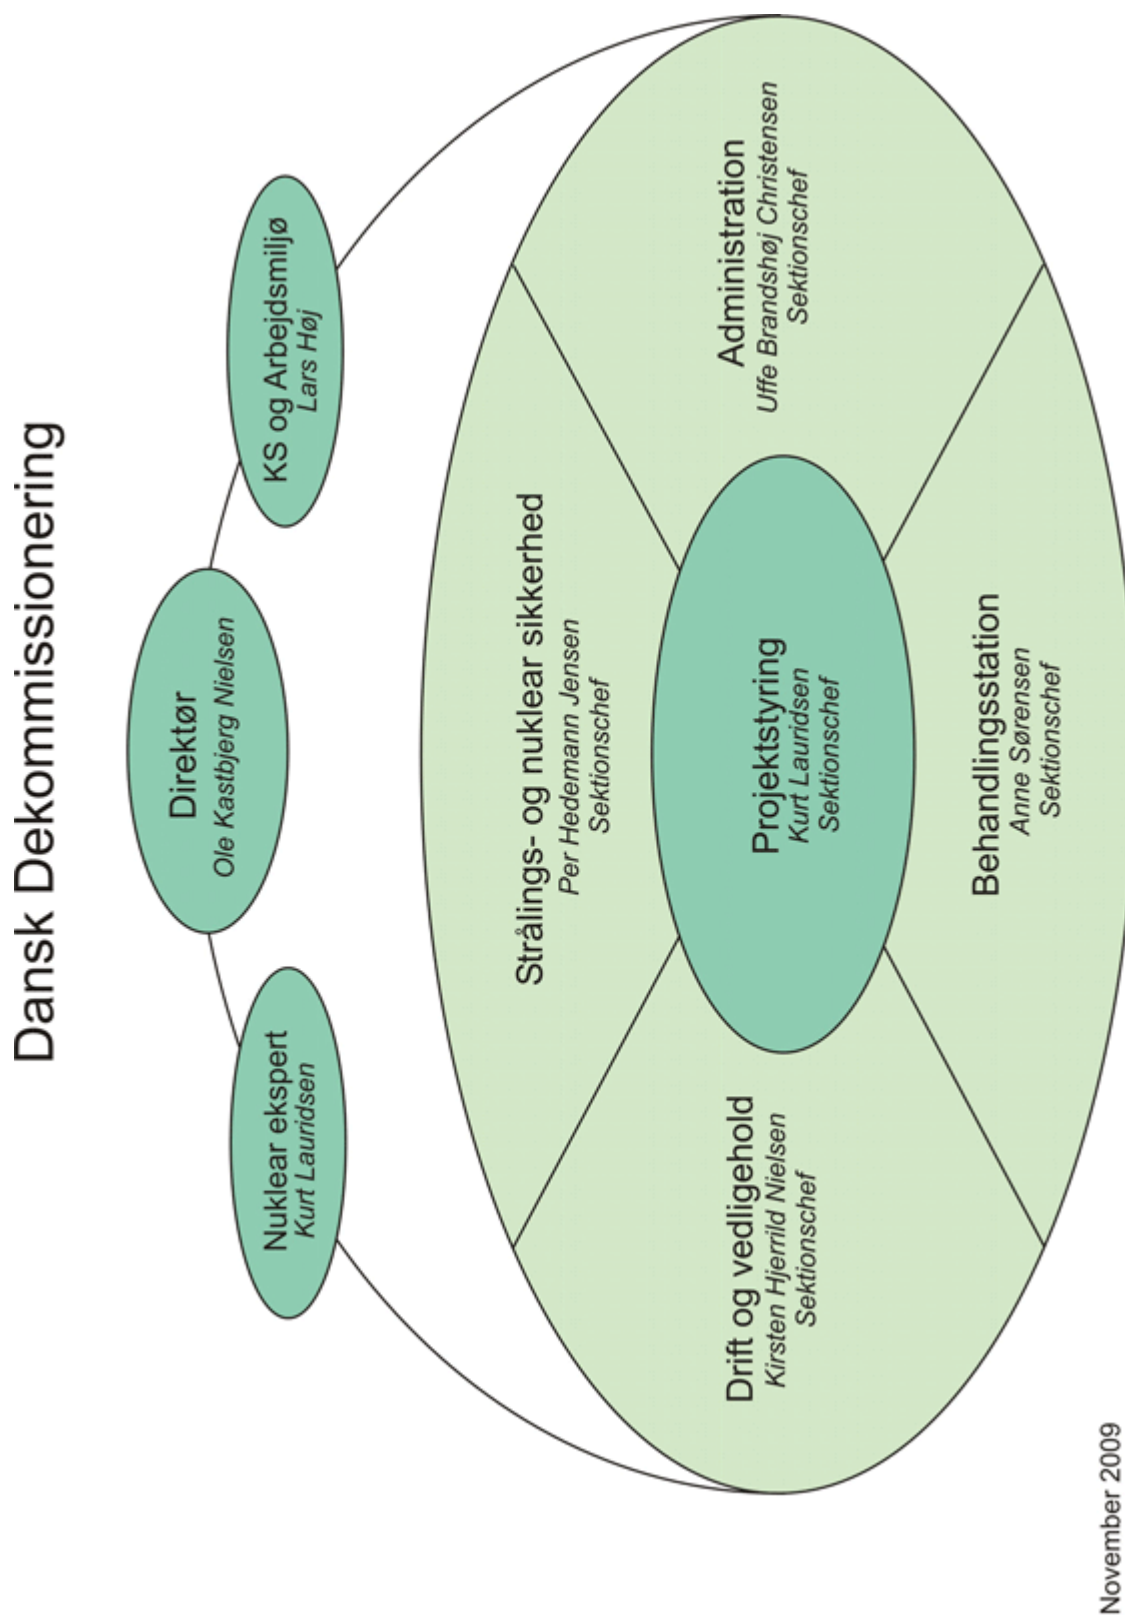 Dansk Dekommissionering
Direktør
Ole Kastbjerg Nielsen
Nuklear ekspert
Kurt Lauridsen
KS og Arbejdsmiljø
Lars Høj
Strålings- og nuklear sikkerhed
Per Hedemann Jensen
Sektionschef
Drift og vedligehold
Kirsten Hjerrild Nielsen
Sektionschef
Projektstyring
Kurt Lauridsen
Sektionschef
Administration
Uffe Brandshøj Christensen
Sektionschef
Behandlingsstation
Anne Sørensen
Sektionschef
November 2009